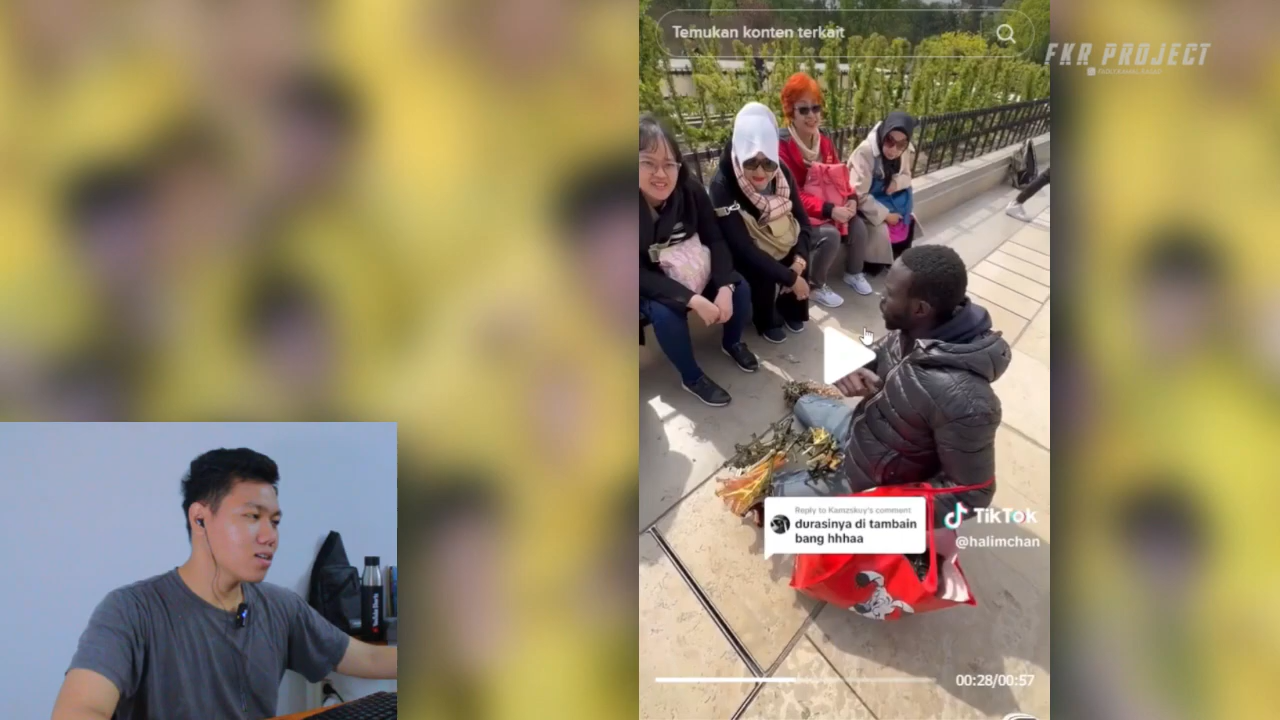 Temukan konten terkait
FKR PROJECT
Reply to Kamzskuy's comment
durasinya di tambain
bang hhhaa
TikTok
@halimchan
00:28/00:57